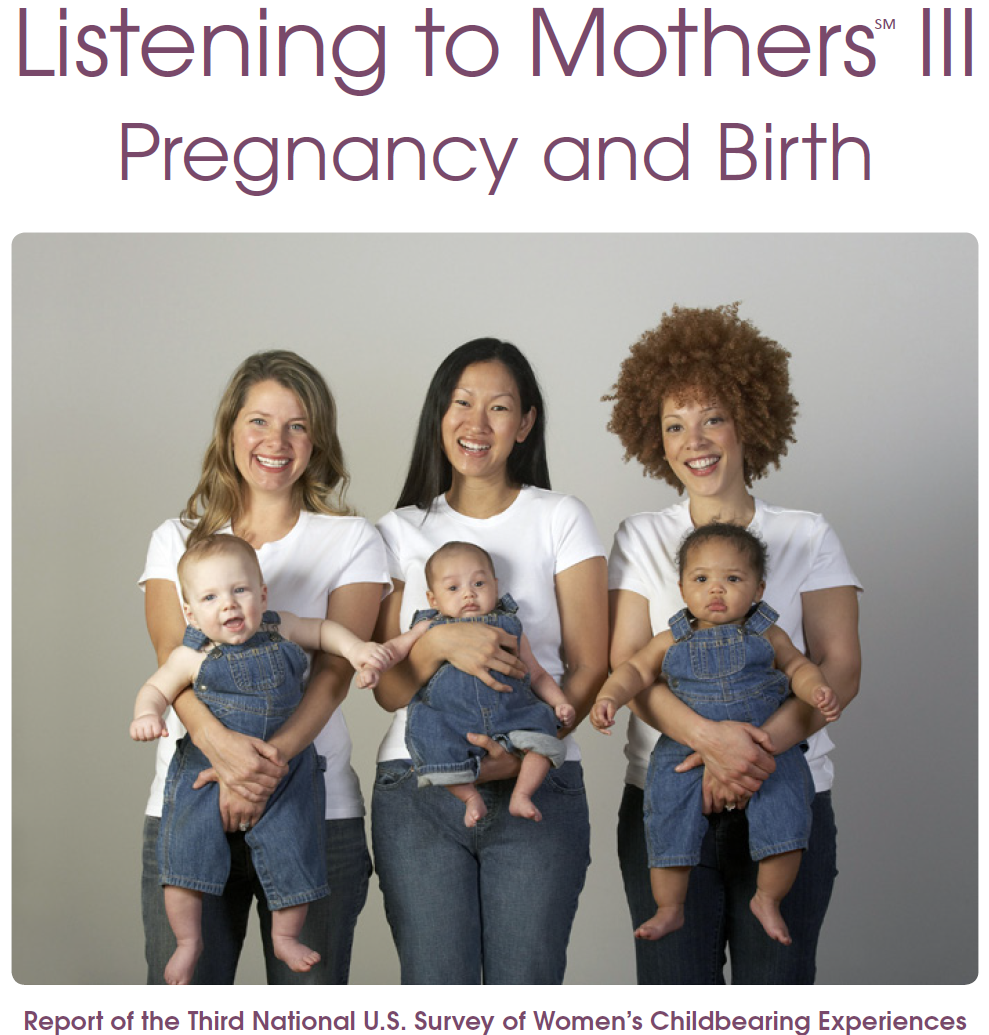 Listening to Mothers℠ III
Pregnancy and Birth
Report of the Third National U.S. Survey of Women’s Childbearing Experiences